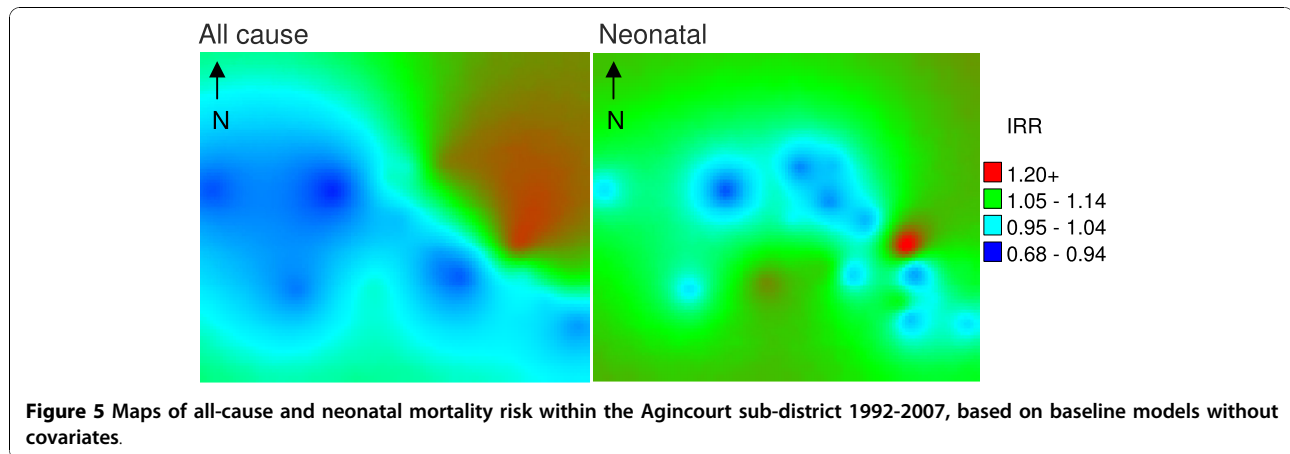 All cause
Neonatal
N
N
IRR
1.20+
1.05 - 1.14
0.95 - 1.04
0.68 - 0.94
Figure 5 Maps of all-cause and neonatal mortality risk within the Agincourt sub-district 1992-2007, based on baseline models without
covariates.